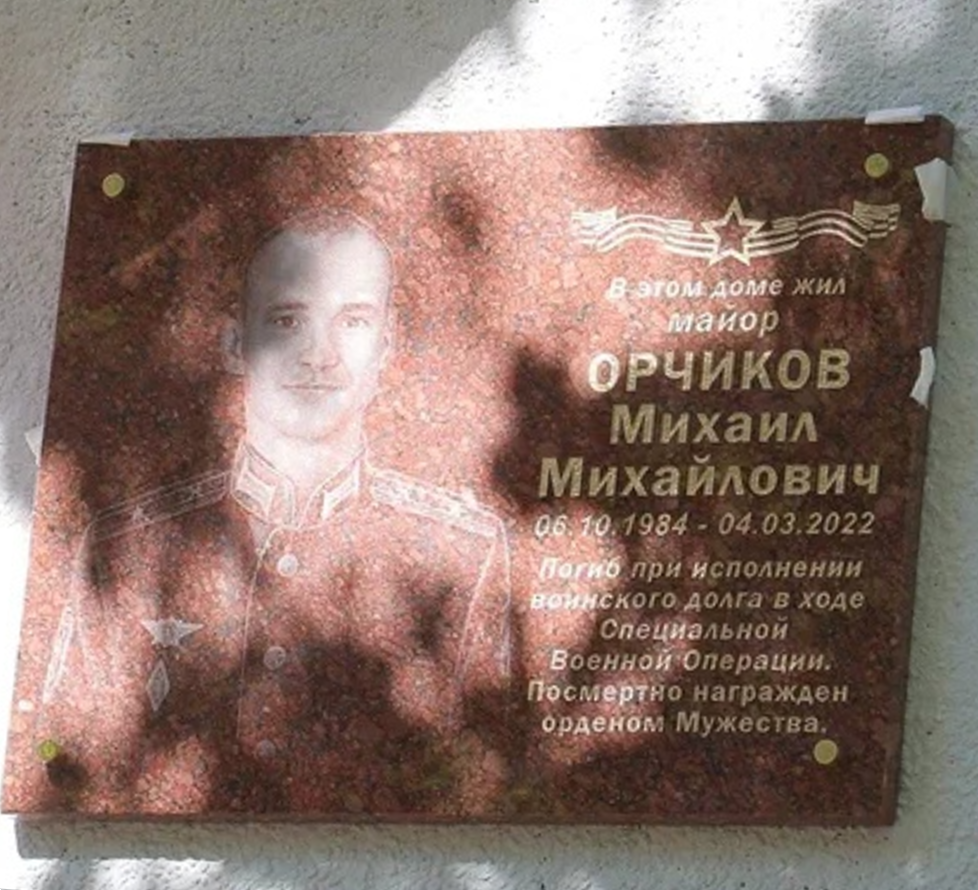 В этом доме жил
майор
ОРЧИКОВ
Михаил
Михайлович
06.10.1984 - 04.03.2022
Погиб при исполнении
воинского долга в ходе
Специальной
Военной Операции.
Посмертно награжден
орденом Мужества.